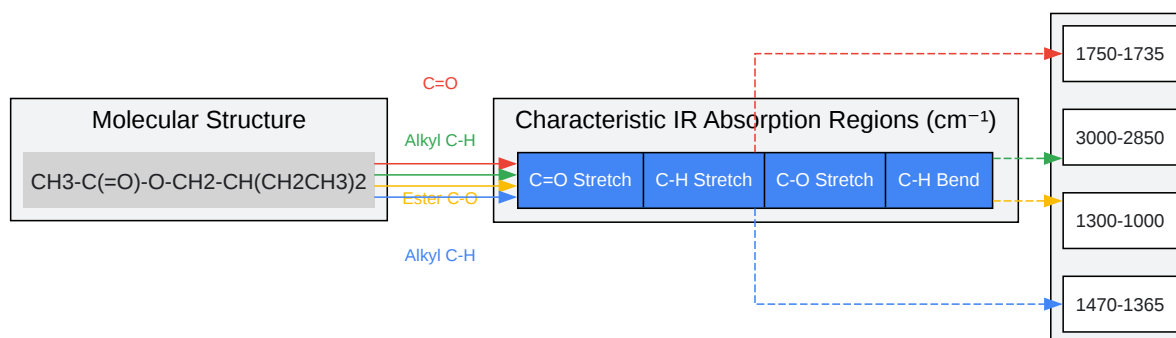 Molecular Structure
CH3-C(=O)-O-CH2-CH(CH2CH3)2
C=O
Alkyl C-H
Ester C-O
Alkyl C-H
Characteristic IR Absorption Regions (cm⁻¹)
C=O Stretch
C-H Stretch
C-O Stretch
C-H Bend
1750-1735
3000-2850
1300-1000
1470-1365